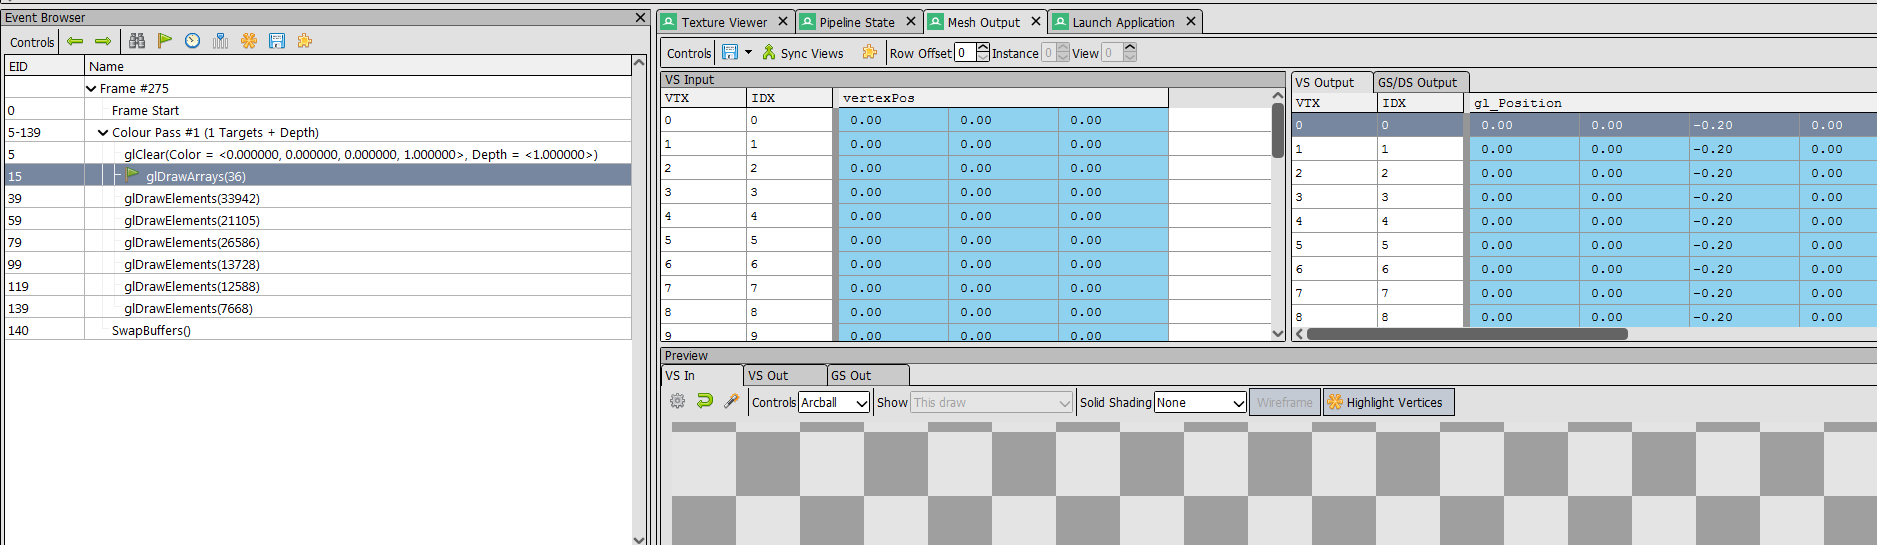 Event Browser
Controls
EID Name
Frame #275
0 Frame Start
5-139 Colour Pass #1 (1 Targets + Depth)
5 glClear(Color = <0.000000, 0.000000, 0.000000, 1.000000>, Depth = <1.000000>)
15 glDrawArrays(36)
39 glDrawElements(33942)
59 glDrawElements(21105)
79 glDrawElements(26586)
99 glDrawElements(13728)
119 glDrawElements(12588)
139 glDrawElements(7668)
140 SwapBuffers()
Texture Viewer Pipeline State Mesh Output Launch Application
Controls Sync Views Row Offset 0 Instance 0 View 0
VS Input
VTX IDX vertexPos
0 0 0.00 0.00 0.00
1 1 0.00 0.00 0.00
2 2 0.00 0.00 0.00
3 3 0.00 0.00 0.00
4 4 0.00 0.00 0.00
5 5 0.00 0.00 0.00
6 6 0.00 0.00 0.00
7 7 0.00 0.00 0.00
8 8 0.00 0.00 0.00
9 9 0.00 0.00 0.00
VS Output GS/DS Output
VTX IDX gl_Position
0 0 0.00 0.00 -0.20 0.00
1 1 0.00 0.00 -0.20 0.00
2 2 0.00 0.00 -0.20 0.00
3 3 0.00 0.00 -0.20 0.00
4 4 0.00 0.00 -0.20 0.00
5 5 0.00 0.00 -0.20 0.00
6 6 0.00 0.00 -0.20 0.00
7 7 0.00 0.00 -0.20 0.00
8 8 0.00 0.00 -0.20 0.00
Preview
VS In VS Out GS Out
Controls Arcball Show This draw Solid Shading None Wireframe Highlight Vertices